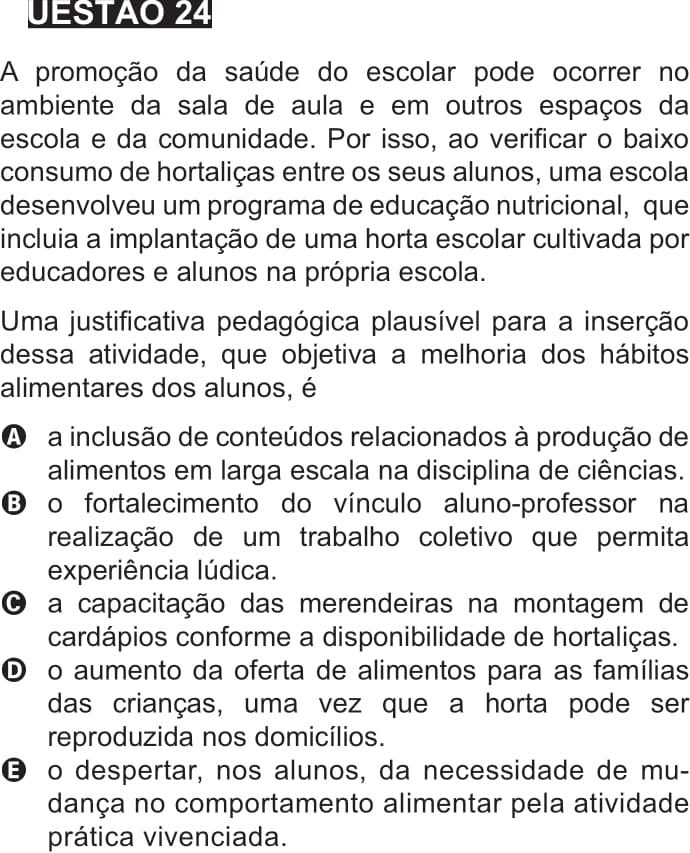 UESTÃO 24
A promoção da saúde do escolar pode ocorrer no
ambiente da sala de aula e em outros espaços da
escola e da comunidade. Por isso, ao verificar o baixo
consumo de hortaliças entre os seus alunos, uma escola
desenvolveu um programa de educação nutricional, que
incluia a implantação de uma horta escolar cultivada por
educadores e alunos na própria escola.
Uma justificativa pedagógica plausível para a inserção
dessa atividade, que objetiva a melhoria dos hábitos
alimentares dos alunos, é
A a inclusão de conteúdos relacionados à produção de
alimentos em larga escala na disciplina de ciências.
B o fortalecimento do vínculo aluno-professor na
realização de um trabalho coletivo que permita
experiência lúdica.
C a capacitação das merendeiras na montagem de
cardápios conforme a disponibilidade de hortaliças.
D o aumento da oferta de alimentos para as famílias
das crianças, uma vez que a horta pode ser
reproduzida nos domicílios.
E o despertar, nos alunos, da necessidade de mu-
dança no comportamento alimentar pela atividade
prática vivenciada.